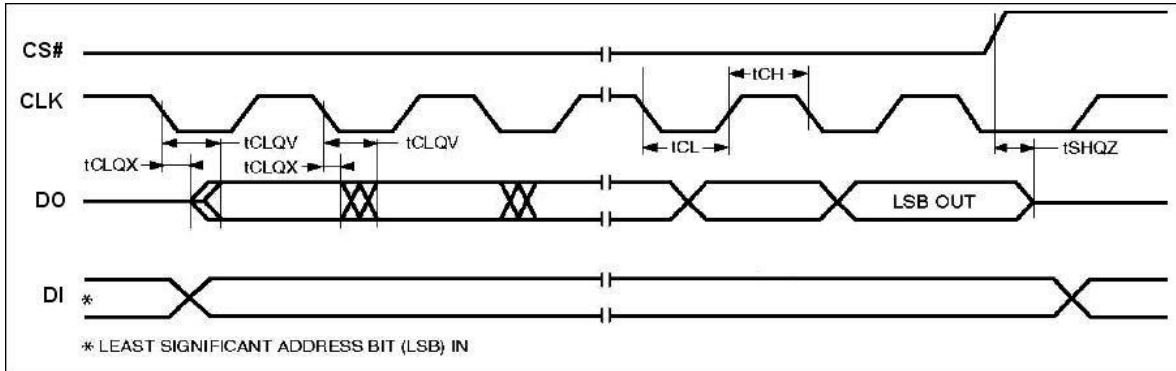 CS#
tCH
CLK
tCLQV
tCLQV
tCL
tSHQZ
tCLQX
tCLQX
DO
LSB OUT
DI
*
* LEAST SIGNIFICANT ADDRESS BIT (LSB) IN